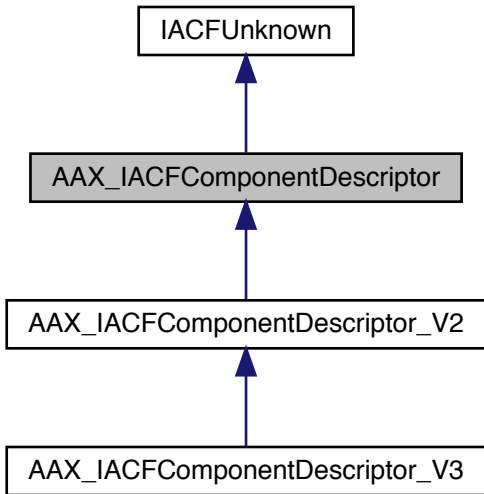 IACFUnknown
AAX_IACFComponentDescriptor
AAX_IACFComponentDescriptor_V2
AAX_IACFComponentDescriptor_V3